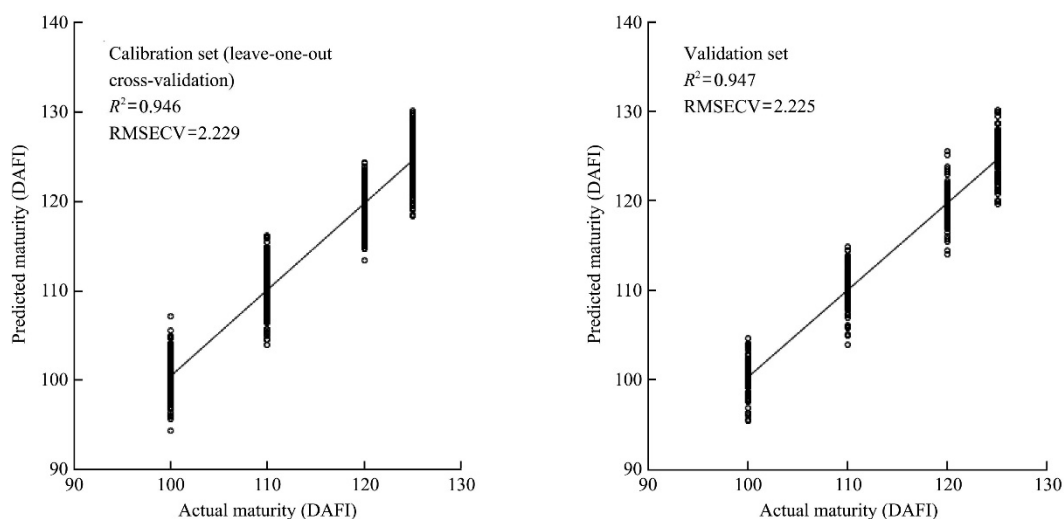 140
130
120
110
100
90
Predicted maturity (DAFI)
Calibration set (leave-one-out
cross-validation)
R²=0.946
RMSECV=2.229
90
100
110
120
130
Actual maturity (DAFI)
140
130
120
110
100
90
Predicted maturity (DAFI)
Validation set
R²=0.947
RMSECV=2.225
90
100
110
120
130
Actual maturity (DAFI)